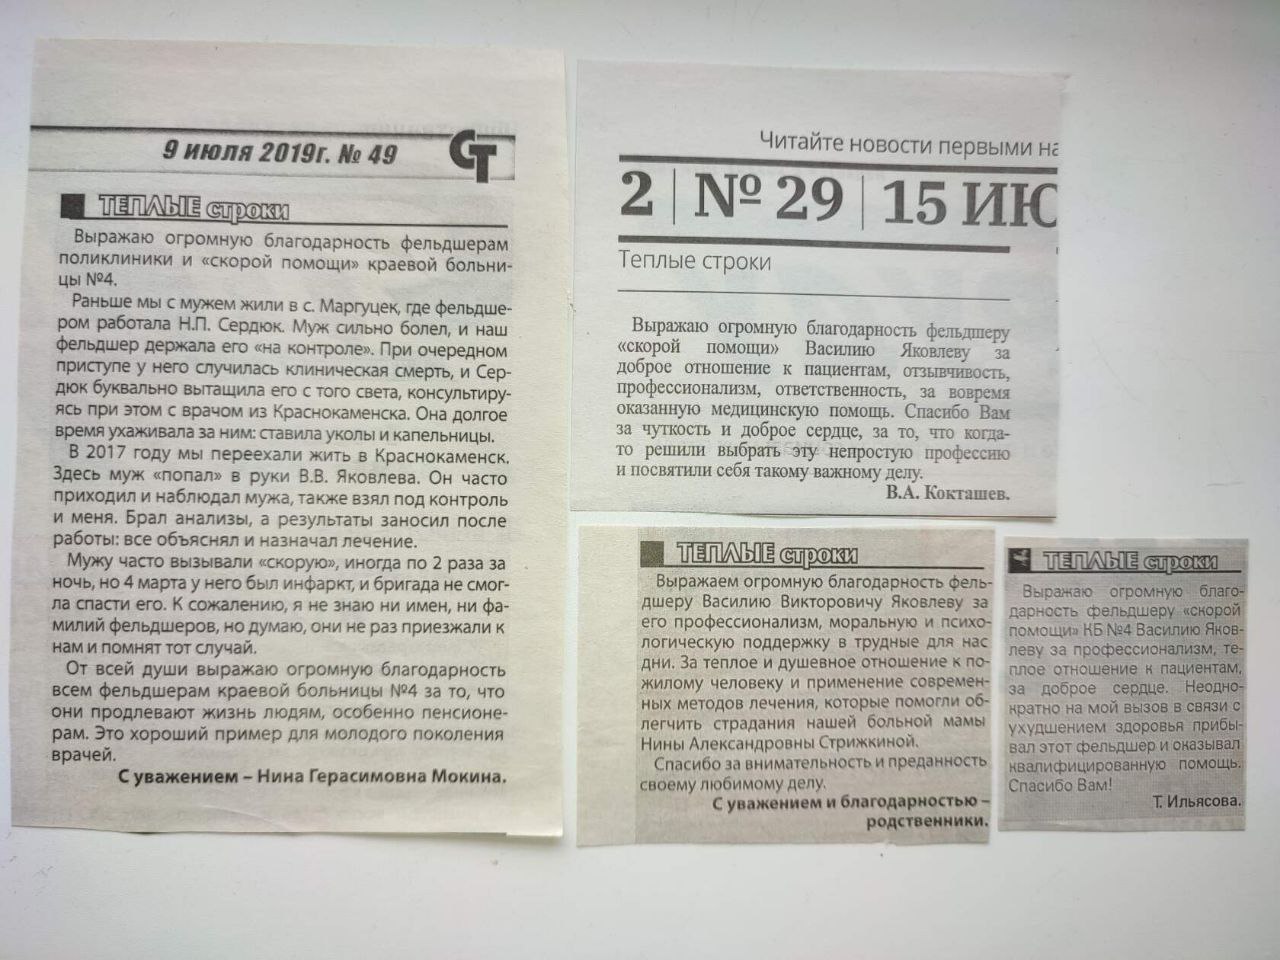 9 июля 2019г. № 49
СТ
ТЕПЛЫЕ строки
Выражаю огромную благодарность фельдшерам
поликлиники и «скорой помощи» краевой больни-
цы №4.
Раньше мы с мужем жили в с. Маргуцек, где фельдше-
ром работала Н.П. Сердюк. Муж сильно болел, и наш
фельдшер держала его «на контроле». При очередном
приступе у него случилась клиническая смерть, и Сер-
дюк буквально вытащила его с того света, консультиру-
ясь при этом с врачом из Краснокаменска. Она долгое
время ухаживала за ним: ставила уколы и капельницы.
В 2017 году мы переехали жить в Краснокаменск.
Здесь муж «попал» в руки В.В. Яковлева. Он часто
приходил и наблюдал мужа, также взял под контроль
и меня. Брал анализы, а результаты заносил после
работы: все объяснял и назначал лечение.
Мужу часто вызывали «скорую», иногда по 2 раза за
ночь, но 4 марта у него был инфаркт, и бригада не смог-
ла спасти его. К сожалению, я не знаю ни имен, ни фа-
милий фельдшеров, но думаю, они не раз приезжали к
нам и помнят тот случай.
От всей души выражаю огромную благодарность
всем фельдшерам краевой больницы №4 за то, что
они продлевают жизнь людям, особенно пенсионе-
рам. Это хороший пример для молодого поколения
врачей.
С уважением – Нина Герасимовна Мокина.
Читайте новости первыми на
2 | № 29 | 15 ИЮ
Теплые строки
Выражаю огромную благодарность фельдшеру
«скорой помощи» Василию Яковлеву за
доброе отношение к пациентам, отзывчивость,
профессионализм, ответственность, за вовремя
оказанную медицинскую помощь. Спасибо Вам
за чуткость и доброе сердце, за то, что когда-
то решили выбрать эту непростую профессию
и посвятили себя такому важному делу.
В.А. Кокташев.
ТЕПЛЫЕ строки
Выражаем огромную благодарность фель-
дшеру Василию Викторовичу Яковлеву за
его профессионализм, моральную и психо-
логическую поддержку в трудные для нас
дни. За теплое и душевное отношение к по-
жилому человеку и применение современ-
ных методов лечения, которые помогли об-
легчить страдания нашей больной мамы
Нины Александровны Стрижкиной.
Спасибо за внимательность и преданность
своему любимому делу.
С уважением и благодарностью –
родственники.
ТЕПЛЫЕ строки
Выражаю огромную благо-
дарность фельдшеру «скорой
помощи» КБ №4 Василию Яков-
леву за профессионализм, те-
плое отношение к пациентам,
за доброе сердце. Неодно-
кратно на мой вызов в связи с
ухудшением здоровья прибы-
вал этот фельдшер и оказывал
квалифицированную помощь.
Спасибо Вам!
Т. Ильясова.